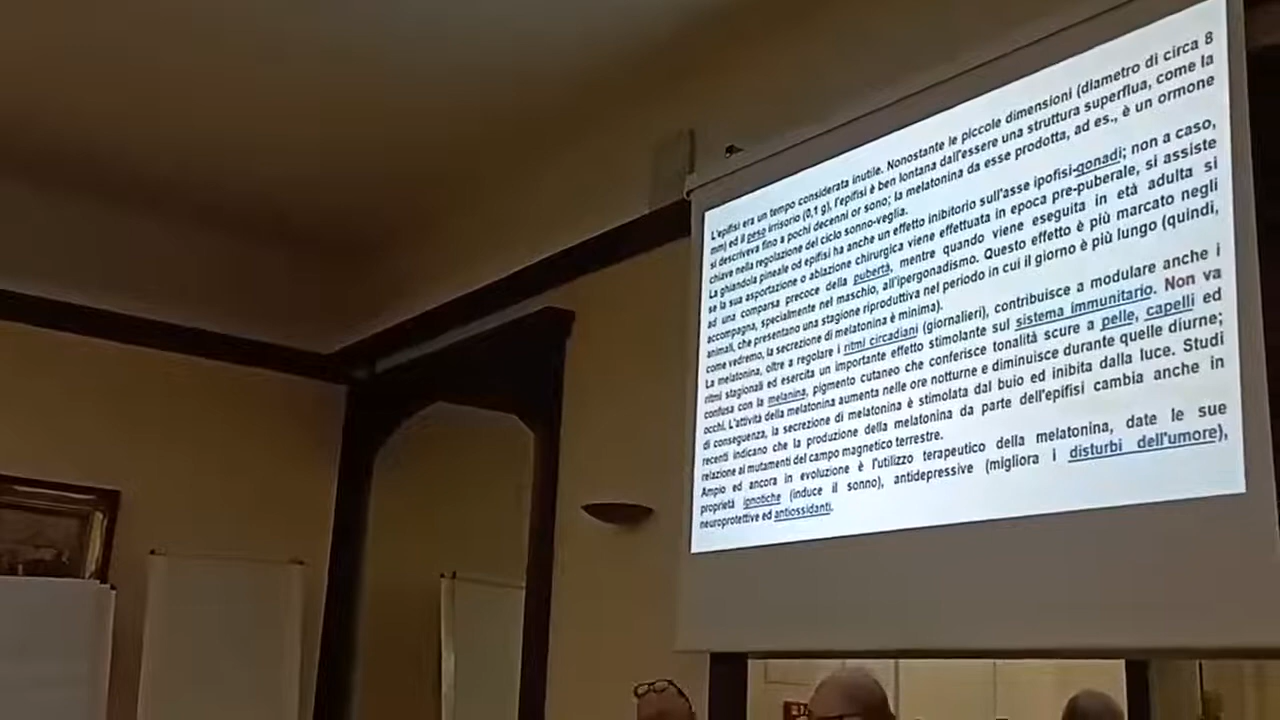 L'epifisi era un tempo considerata inutile. Nonostante le piccole dimensioni (diametro di circa 8
mm) ed il peso irrisorio (0,1 g), l'epifisi è ben lontana dall'essere una struttura superflua, come la
si descriveva fino a pochi decenni or sono; la melatonina da esse prodotta, ad es., è un ormone
chiave nella regolazione del ciclo sonno-veglia.
La ghiandola pineale od epifisi ha anche un effetto inibitorio sull'asse ipofisi-gonadi; non a caso,
se la sua asportazione o ablazione chirurgica viene effettuata in epoca pre-puberale, si assiste
ad una comparsa precoce della pubertà, mentre quando viene eseguita in età adulta si
accompagna, specialmente nel maschio, all'ipergonadismo. Questo effetto è più marcato negli
animali, che presentano una stagione riproduttiva nel periodo in cui il giorno è più lungo (quindi,
come vedremo, la secrezione di melatonina è minima).
La melatonina, oltre a regolare i ritmi circadiani (giornalieri), contribuisce a modulare anche i
ritmi stagionali ed esercita un importante effetto stimolante sul sistema immunitario. Non va
confusa con la melanina, pigmento cutaneo che conferisce tonalità scure a pelle, capelli ed
occhi. L'attività della melatonina aumenta nelle ore notturne e diminuisce durante quelle diurne;
di conseguenza, la secrezione di melatonina è stimolata dal buio ed inibita dalla luce. Studi
recenti indicano che la produzione della melatonina da parte dell'epifisi cambia anche in
relazione ai mutamenti del campo magnetico terrestre.
Ampio ed ancora in evoluzione è l'utilizzo terapeutico della melatonina, date le sue
proprietà ipnotiche (induce il sonno), antidepressive (migliora i disturbi dell'umore),
neuroprotettive ed antiossidanti.